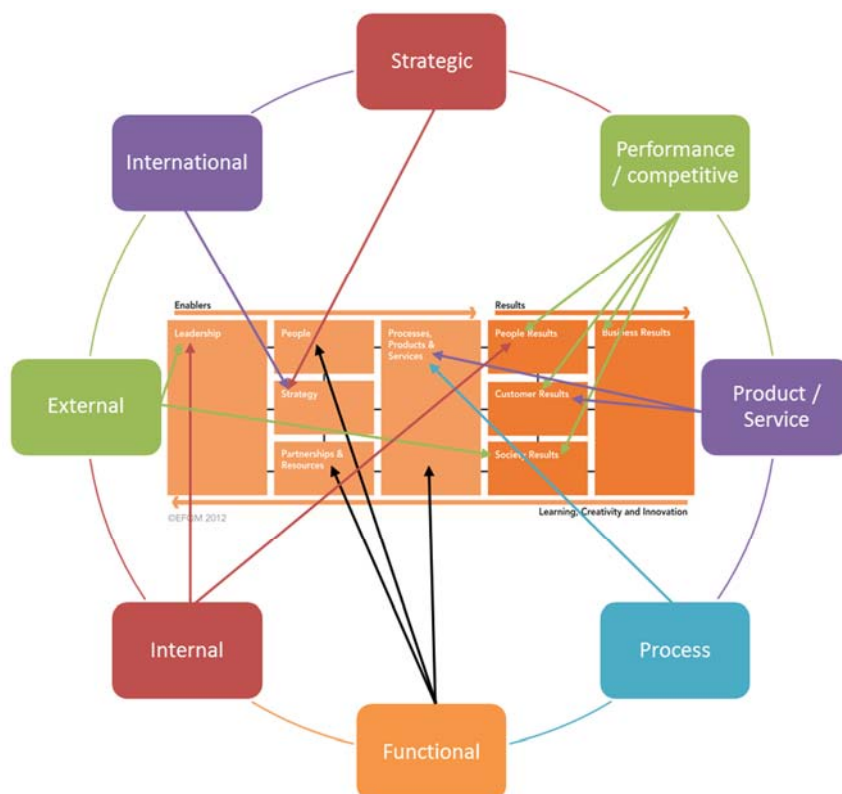 Strategic
International
Performance
/ competitive
Enablers
Results
Leadership
People
Processes,
Products &
Services
People Results
Business Results
External
Strategy
Customer Results
Product /
Service
Partnerships &
Resources
Society Results
©EFQM 2012
Learning, Creativity and Innovation
Internal
Process
Functional